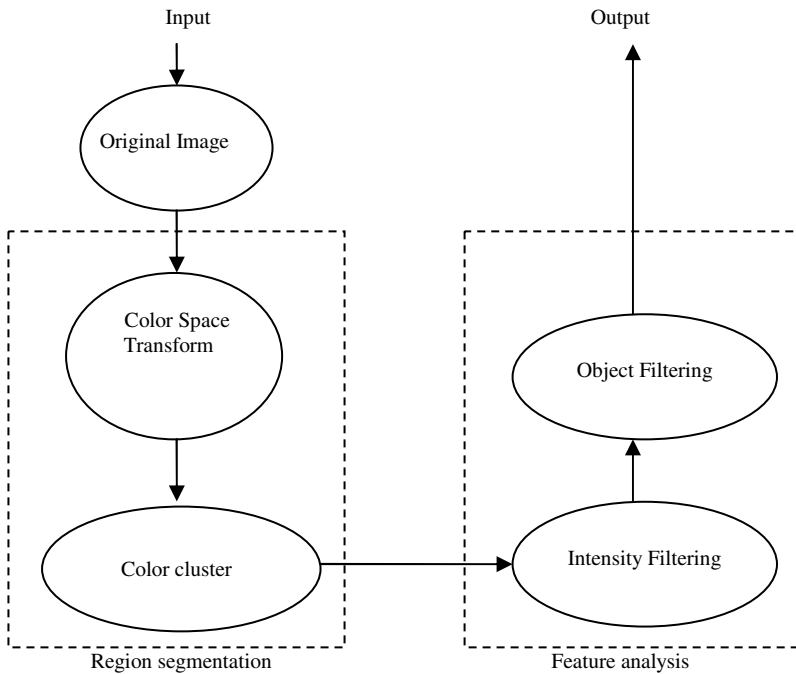 Input
Output
Original Image
Color Space
Transform
Object Filtering
Color cluster
Intensity Filtering
Region segmentation
Feature analysis